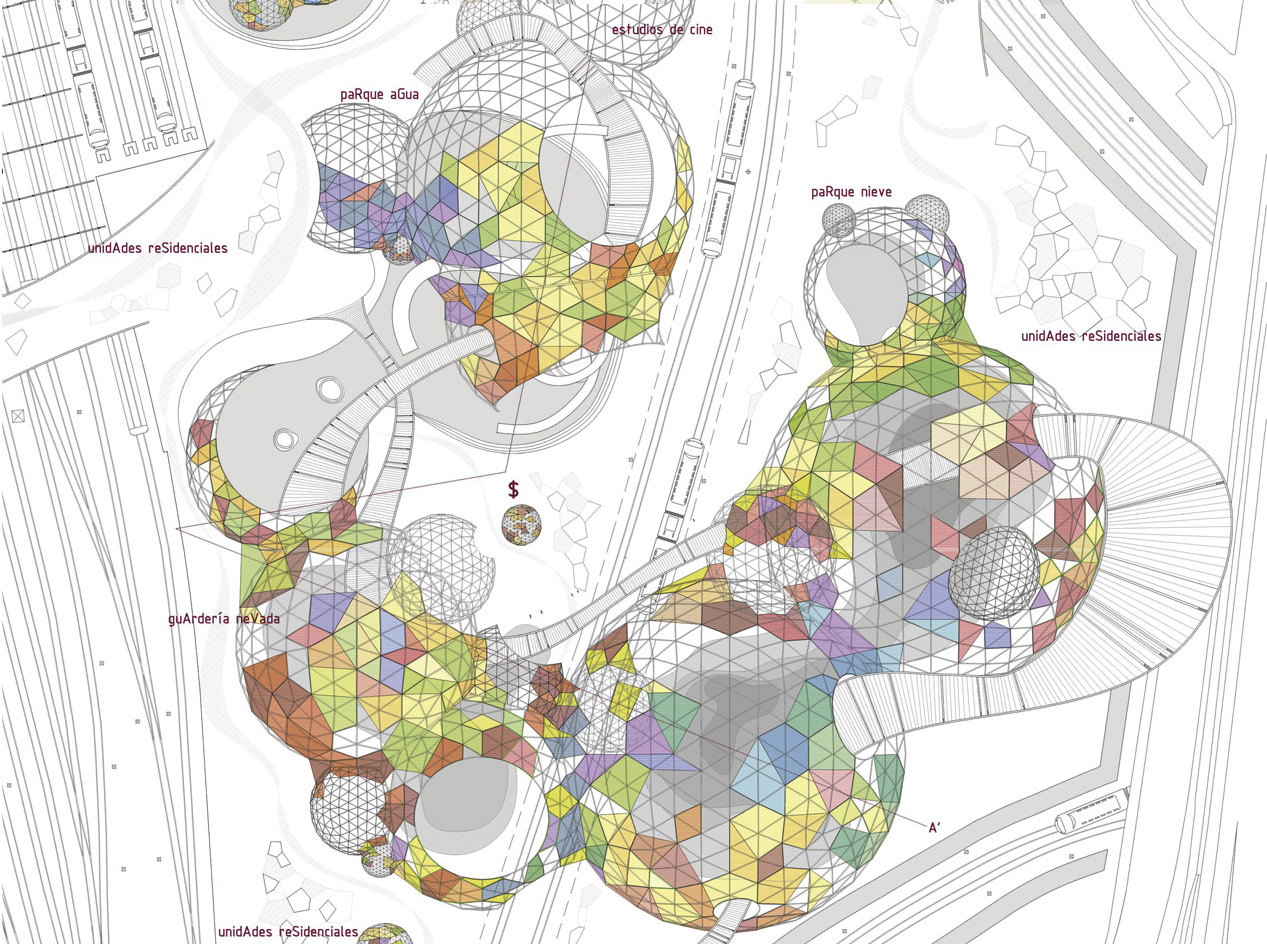 estudios de cine
paRque aGua
paRque nieve
unidAdes reSidenciales
unidAdes reSidenciales
$
guArdería neVada
A'
unidAdes reSidenciales